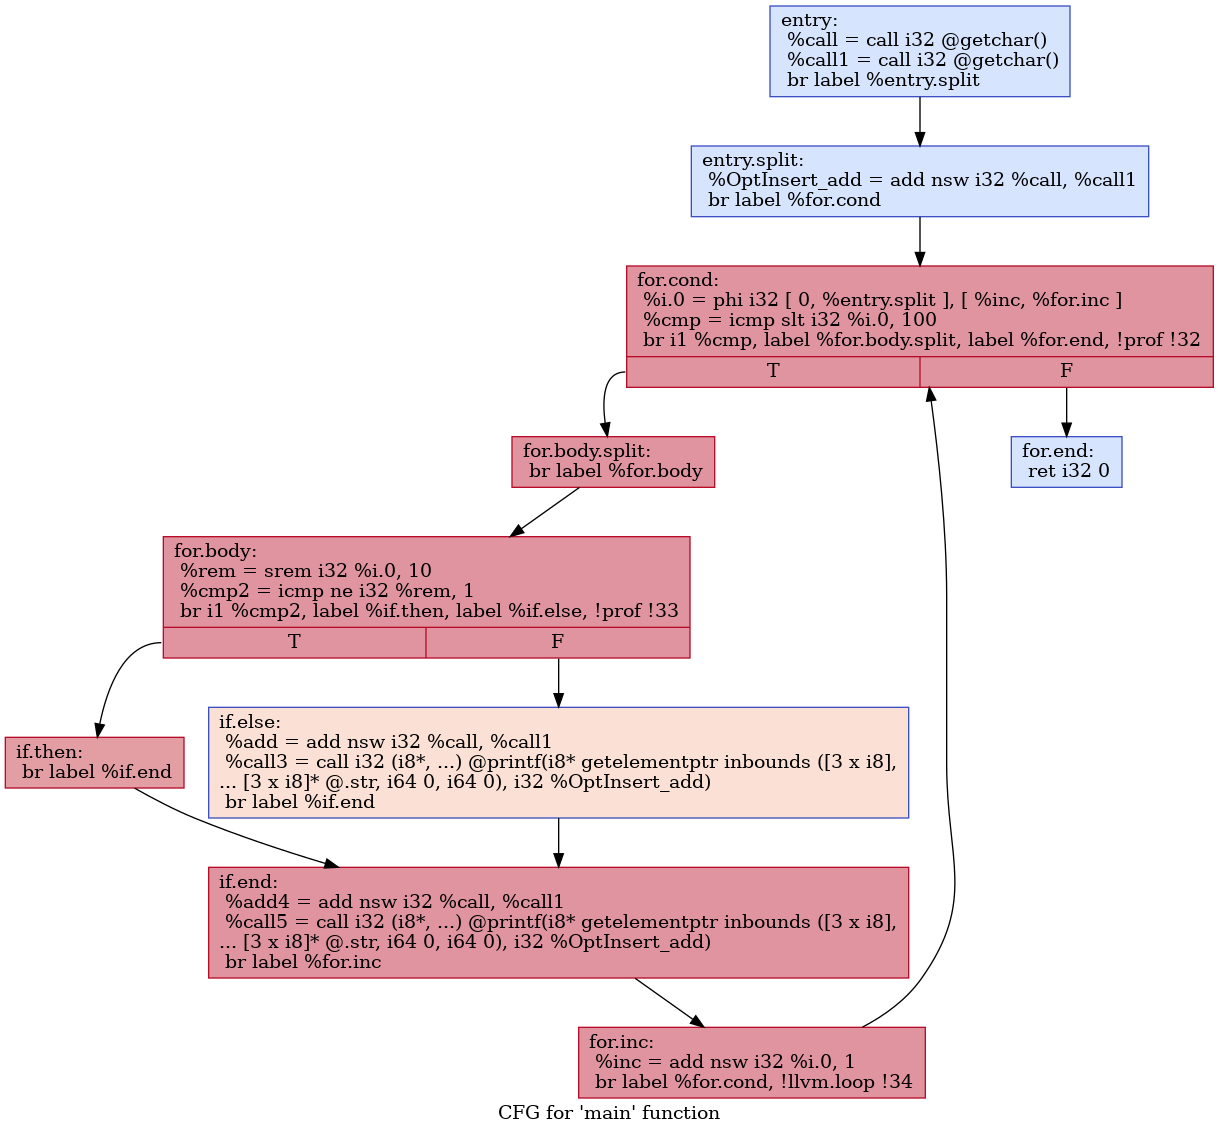 entry:
%call = call i32 @getchar()
%call1 = call i32 @getchar()
br label %entry.split
entry.split:
%OptInsert_add = add nsw i32 %call, %call1
br label %for.cond
for.cond:
%i.0 = phi i32 [ 0, %entry.split ], [ %inc, %for.inc ]
%cmp = icmp slt i32 %i.0, 100
br i1 %cmp, label %for.body.split, label %for.end, !prof !32
T
F
for.body.split:
br label %for.body
for.end:
ret i32 0
for.body:
%rem = srem i32 %i.0, 10
%cmp2 = icmp ne i32 %rem, 1
br i1 %cmp2, label %if.then, label %if.else, !prof !33
T
F
if.then:
br label %if.end
if.else:
%add = add nsw i32 %call, %call1
%call3 = call i32 (i8*, ...) @printf(i8* getelementptr inbounds ([3 x i8],
... [3 x i8]* @.str, i64 0, i64 0), i32 %OptInsert_add)
br label %if.end
if.end:
%add4 = add nsw i32 %call, %call1
%call5 = call i32 (i8*, ...) @printf(i8* getelementptr inbounds ([3 x i8],
... [3 x i8]* @.str, i64 0, i64 0), i32 %OptInsert_add)
br label %for.inc
for.inc:
%inc = add nsw i32 %i.0, 1
br label %for.cond, !llvm.loop !34
CFG for 'main' function